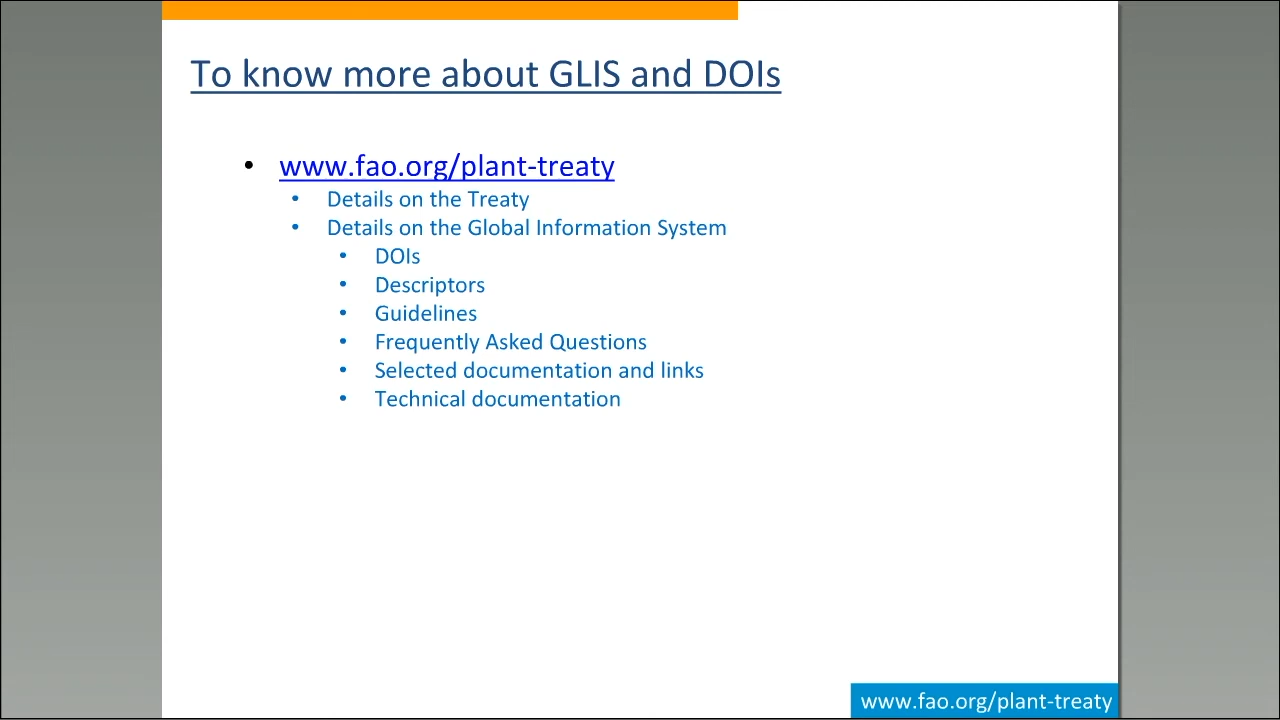 To know more about GLIS and DOIs
• www.fao.org/plant-treaty
• Details on the Treaty
• Details on the Global Information System
• DOIs
• Descriptors
• Guidelines
• Frequently Asked Questions
• Selected documentation and links
• Technical documentation
www.fao.org/plant-treaty